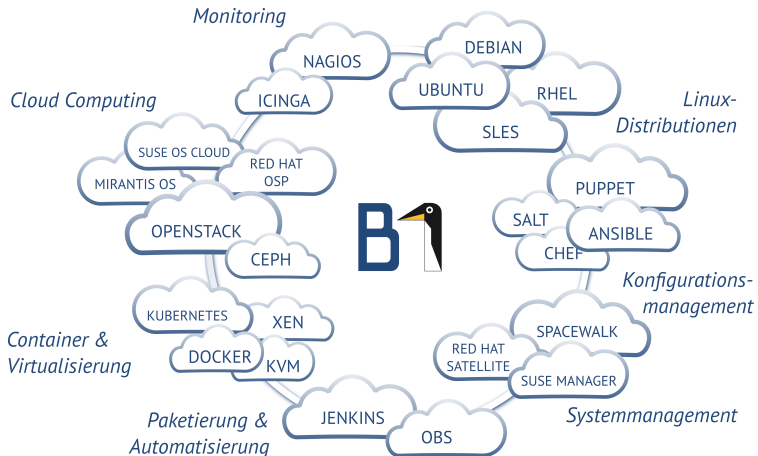 Monitoring
NAGIOS
ICINGA
DEBIAN
UBUNTU
RHEL
SLES
Linux-
Distributionen
Cloud Computing
SUSE OS CLOUD
MIRANTIS OS
RED HAT
OSP
OPENSTACK
CEPH
B1
PUPPET
SALT
ANSIBLE
CHEF
Konfigurations-
management
KUBERNETES
XEN
DOCKER
KVM
Container &
Virtualisierung
SPACEWALK
RED HAT
SATELLITE
SUSE MANAGER
Systemmanagement
JENKINS
OBS
Paketierung &
Automatisierung